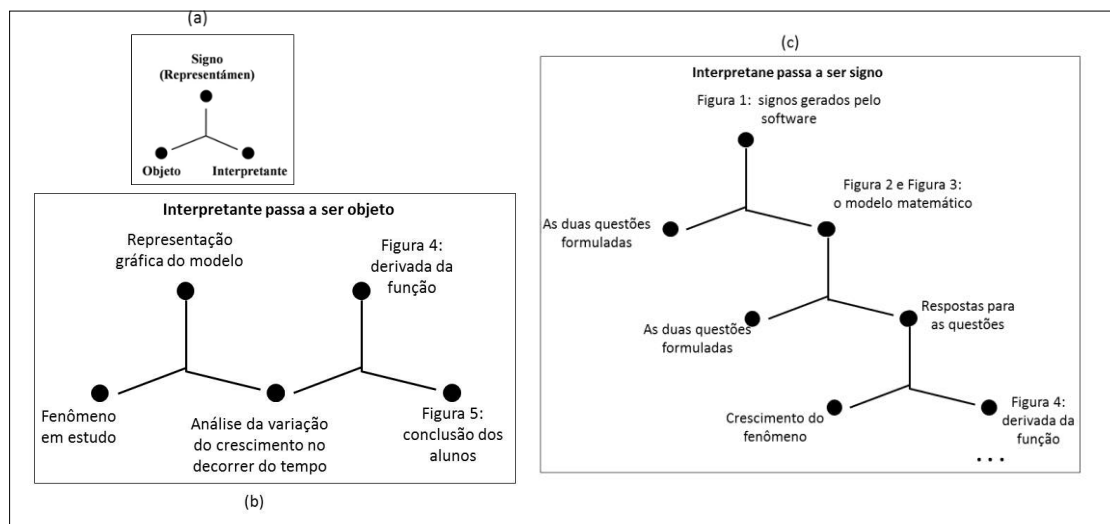 (a)
Signo
(Representámen)
Objeto
Interpretante
Interpretante passa a ser objeto
Representação
gráfica do modelo
Figura 4:
derivada da
função
Fenômeno
em estudo
Análise da variação
do crescimento no
decorrer do tempo
Figura 5:
conclusão dos
alunos
(b)
(c)
Interpretane passa a ser signo
Figura 1: signos gerados pelo
software
Figura 2 e Figura 3:
o modelo matemático
As duas questões
formuladas
As duas questões
formuladas
Respostas para
as questões
Crescimento do
fenômeno
Figura 4:
derivada da
função
...